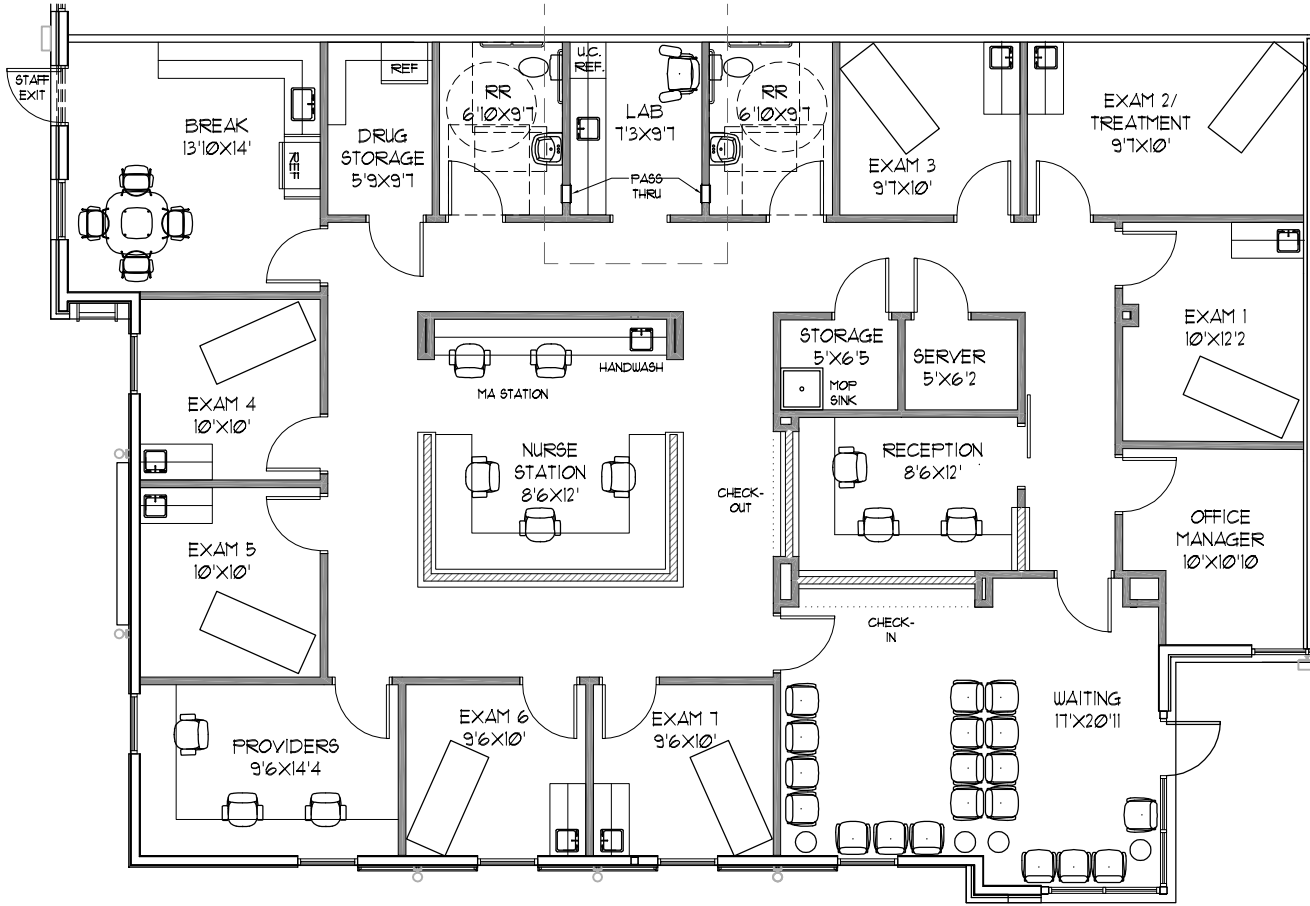 STAFF
EXIT
BREAK
13'10X14'
REF
DRUG
STORAGE
5'9X9'7
REF
RR
6'10X9'7
U.C.
REF.
LAB
7'3X9'7
PASS
THRU
RR
6'10X9'7
EXAM 3
9'7X10'
EXAM 2/
TREATMENT
9'7X10'
EXAM 1
10'X12'2
STORAGE
5'X6'5
MOP
SINK
SERVER
5'X6'2
HANDWASH
MA STATION
EXAM 4
10'X10'
NURSE
STATION
8'6X12'
CHECK-
OUT
RECEPTION
8'6X12'
OFFICE
MANAGER
10'X10'10
EXAM 5
10'X10'
CHECK-
IN
PROVIDERS
9'6X14'4
EXAM 6
9'6X10'
EXAM 7
9'6X10'
WAITING
17'X20'11